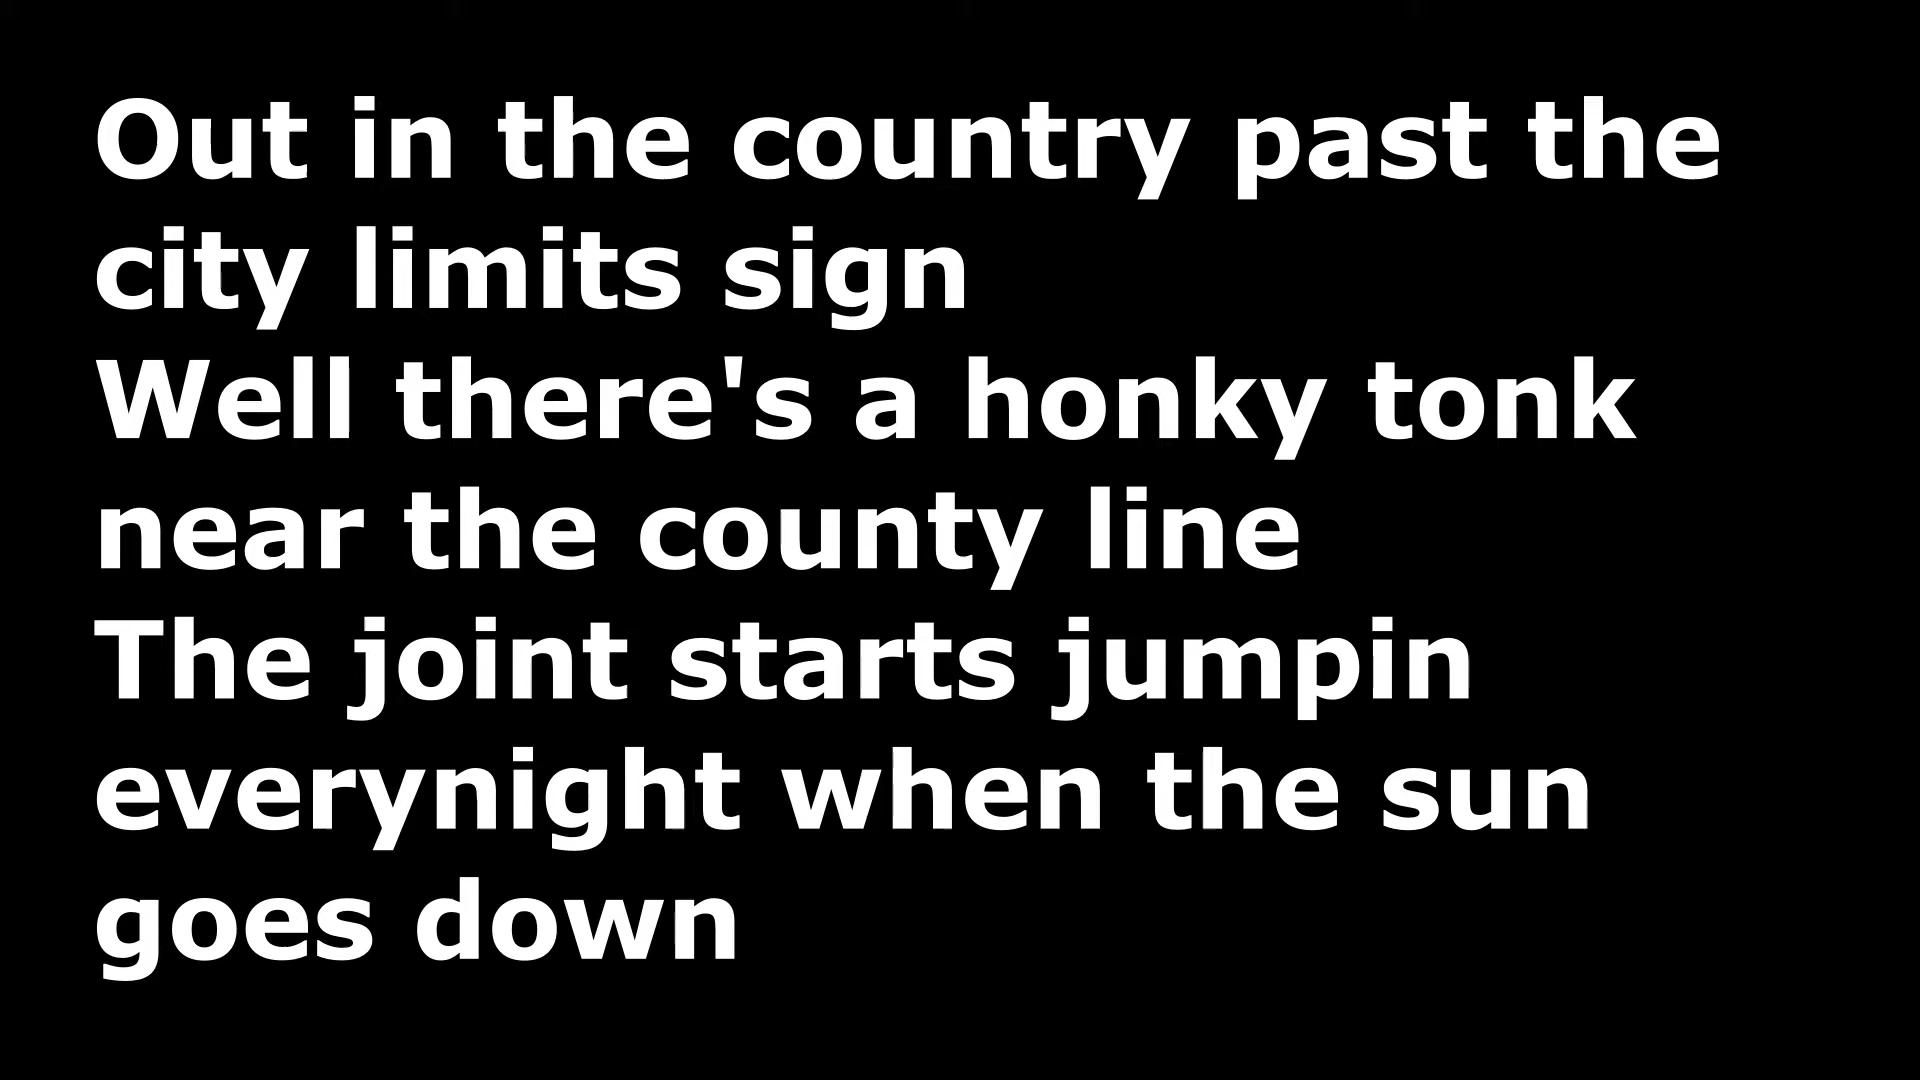 Out in the country past the
city limits sign
Well there's a honky tonk
near the county line
The joint starts jumpin
everynight when the sun
goes down